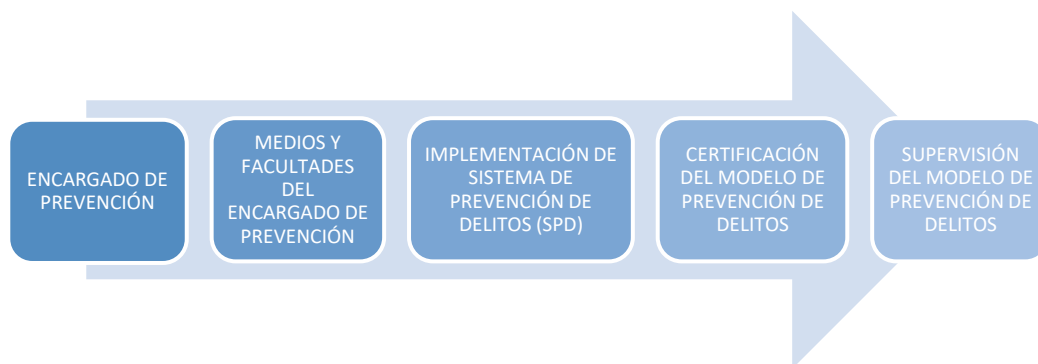 ENCARGADO DE
PREVENCIÓN
MEDIOS Y
FACULTADES
DEL
ENCARGADO DE
PREVENCIÓN
IMPLEMENTACIÓN DE
SISTEMA DE
PREVENCIÓN DE
DELITOS (SPD)
CERTIFICACIÓN
DEL MODELO DE
PREVENCIÓN DE
DELITOS
SUPERVISIÓN
DEL MODELO DE
PREVENCIÓN DE
DELITOS